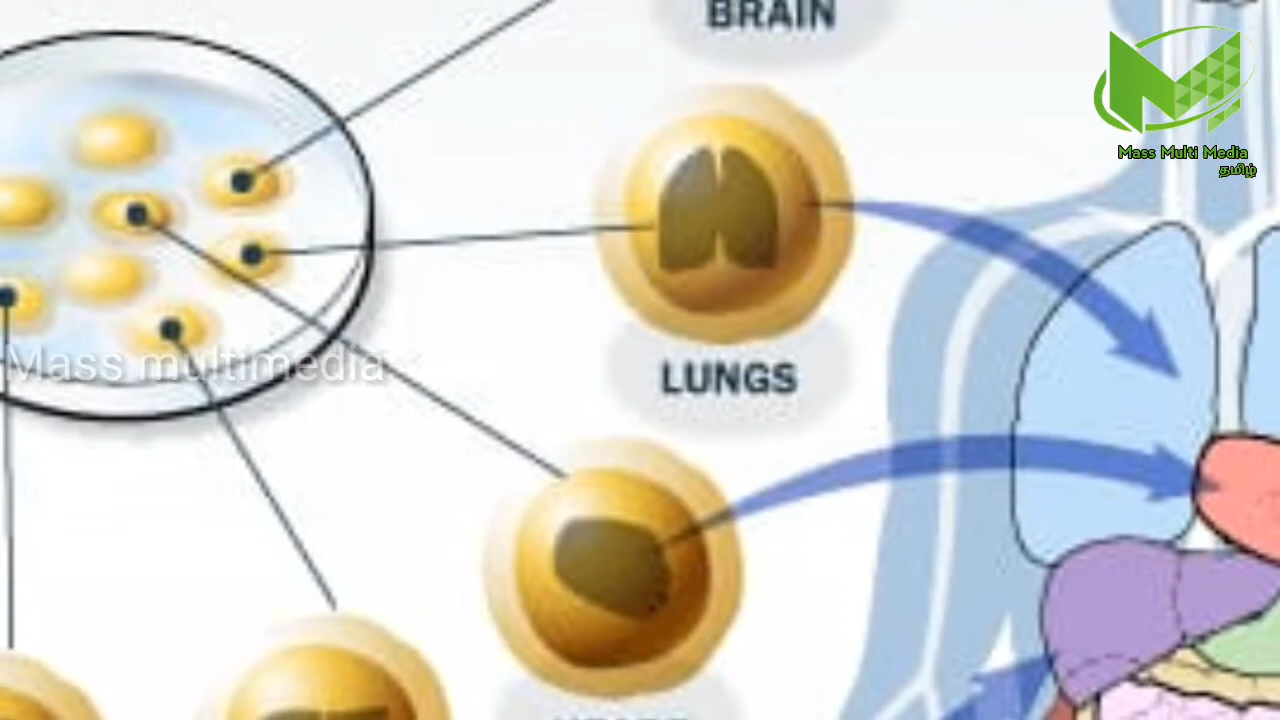 BRAIN
Mass Multi Media
தமிழ்
Mass multimedia
LUNGS